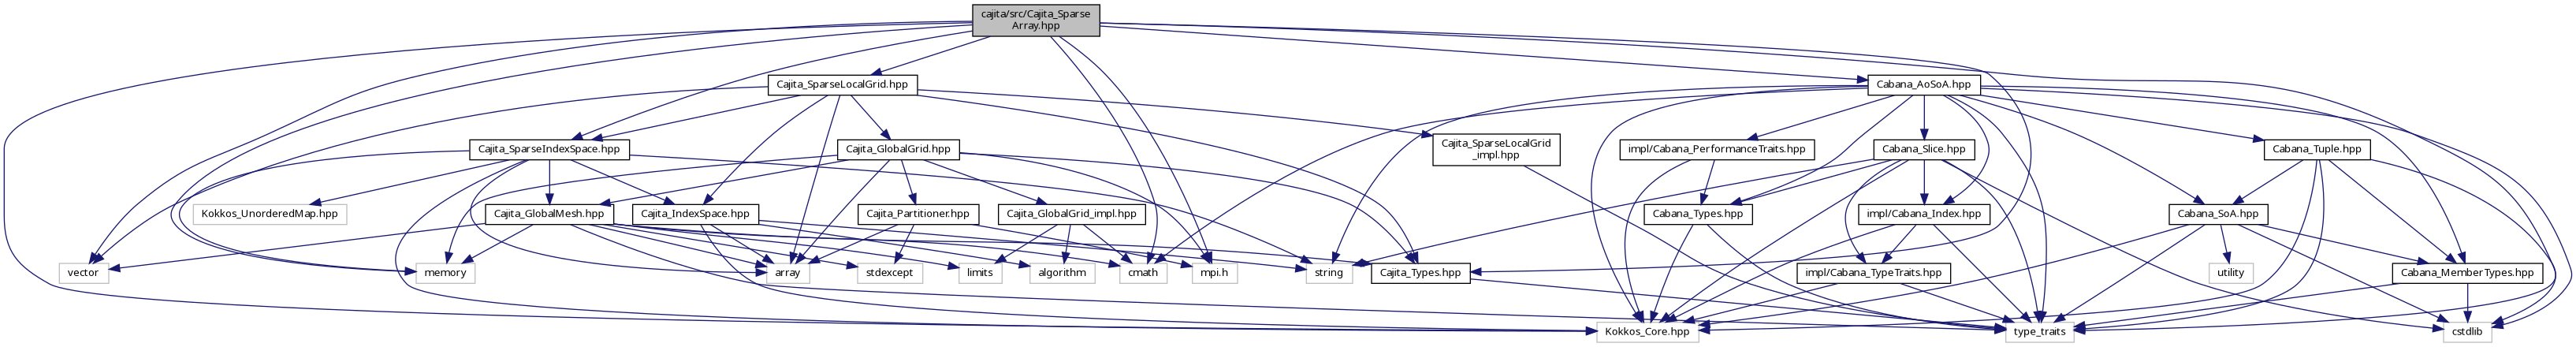 cajita/src/Cajita_Sparse
Array.hpp
Cajita_SparseLocalGrid.hpp
Cabana_AoSoA.hpp
Cajita_SparseIndexSpace.hpp
Cajita_GlobalGrid.hpp
Cajita_SparseLocalGrid
_impl.hpp
impl/Cabana_PerformanceTraits.hpp
Cabana_Slice.hpp
Cabana_Tuple.hpp
Kokkos_UnorderedMap.hpp
Cajita_GlobalMesh.hpp
Cajita_IndexSpace.hpp
Cajita_Partitioner.hpp
Cajita_GlobalGrid_impl.hpp
Cabana_Types.hpp
impl/Cabana_Index.hpp
Cabana_SoA.hpp
vector
memory
array
stdexcept
limits
algorithm
cmath
mpi.h
string
Cajita_Types.hpp
impl/Cabana_TypeTraits.hpp
utility
Cabana_MemberTypes.hpp
Kokkos_Core.hpp
type_traits
cstdlib